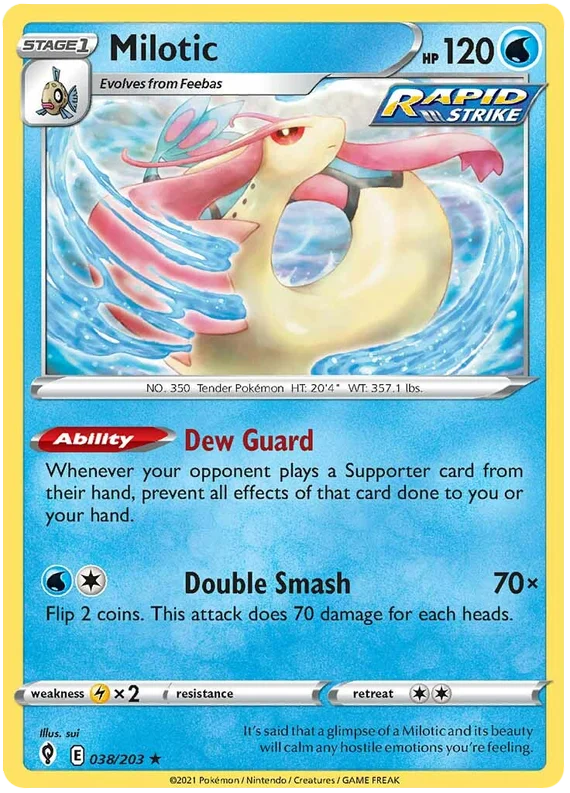 STAGE1 Milotic HP 120
Evolves from Feebas
RAPID
STRIKE
NO. 350 Tender Pokémon HT: 20'4" WT: 357.1 lbs.
Ability Dew Guard
Whenever your opponent plays a Supporter card from
their hand, prevent all effects of that card done to you or
your hand.
Double Smash 70×
Flip 2 coins. This attack does 70 damage for each heads.
weakness ×2 resistance retreat
Illus. sui
E 038/203 ★
It's said that a glimpse of a Milotic and its beauty
will calm any hostile emotions you're feeling.
©2021 Pokémon / Nintendo / Creatures / GAME FREAK